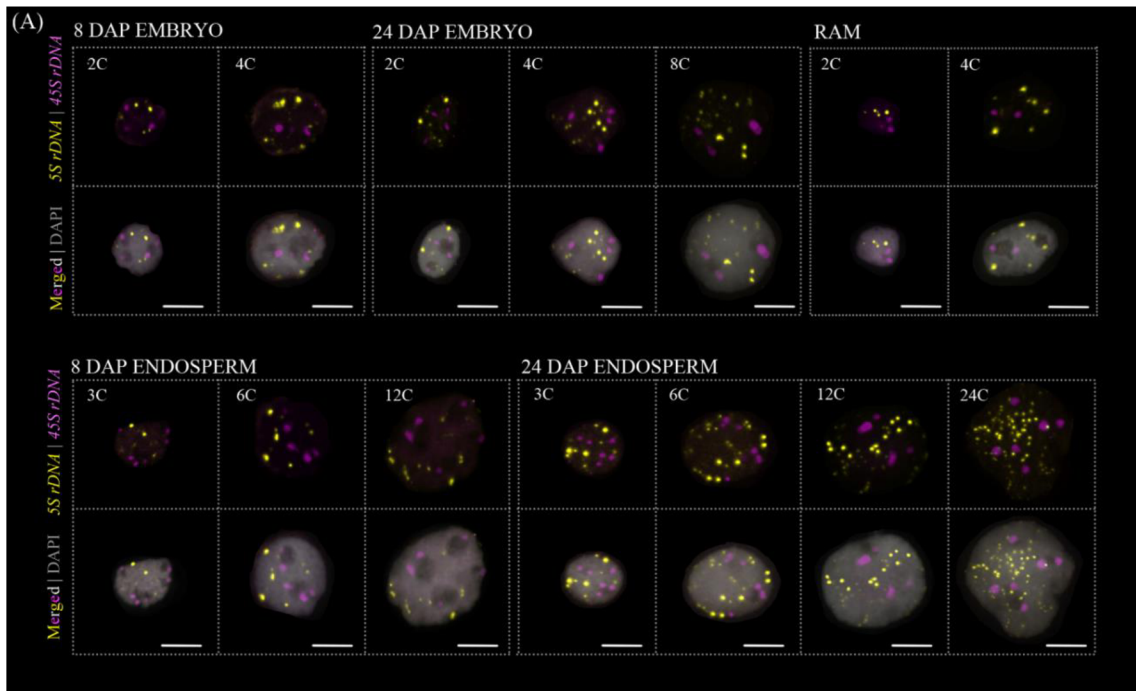 (A)
8 DAP EMBRYO
24 DAP EMBRYO
RAM
5S rDNA | 45S rDNA
2C
4C
2C
4C
8C
2C
4C
Merged | DAPI
8 DAP ENDOSPERM
24 DAP ENDOSPERM
5S rDNA | 45S rDNA
3C
6C
12C
3C
6C
12C
24C
Merged | DAPI